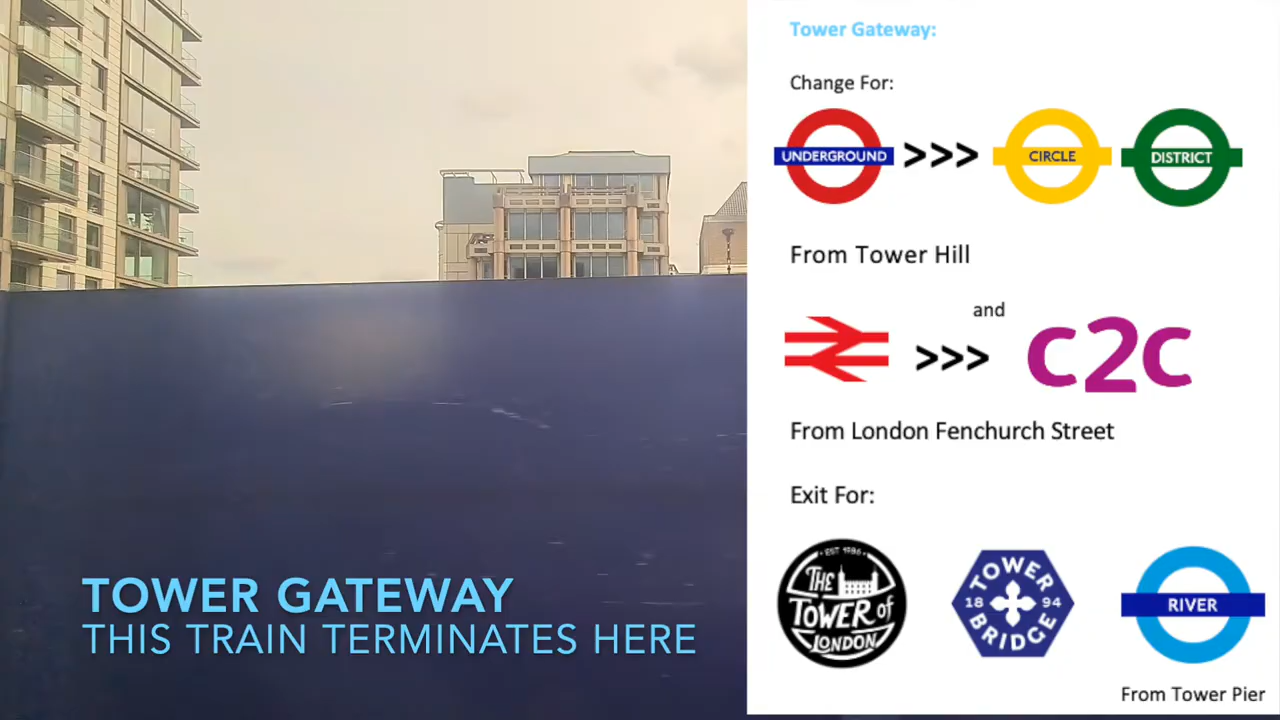 Tower Gateway:
Change For:
UNDERGROUND >>> CIRCLE DISTRICT
From Tower Hill
and
>>> c2c
From London Fenchurch Street
Exit For:
· EST 1986 ·
THE
TOWER of
LONDON
TOWER
18 94
BRIDGE
RIVER
From Tower Pier
TOWER GATEWAY
THIS TRAIN TERMINATES HERE